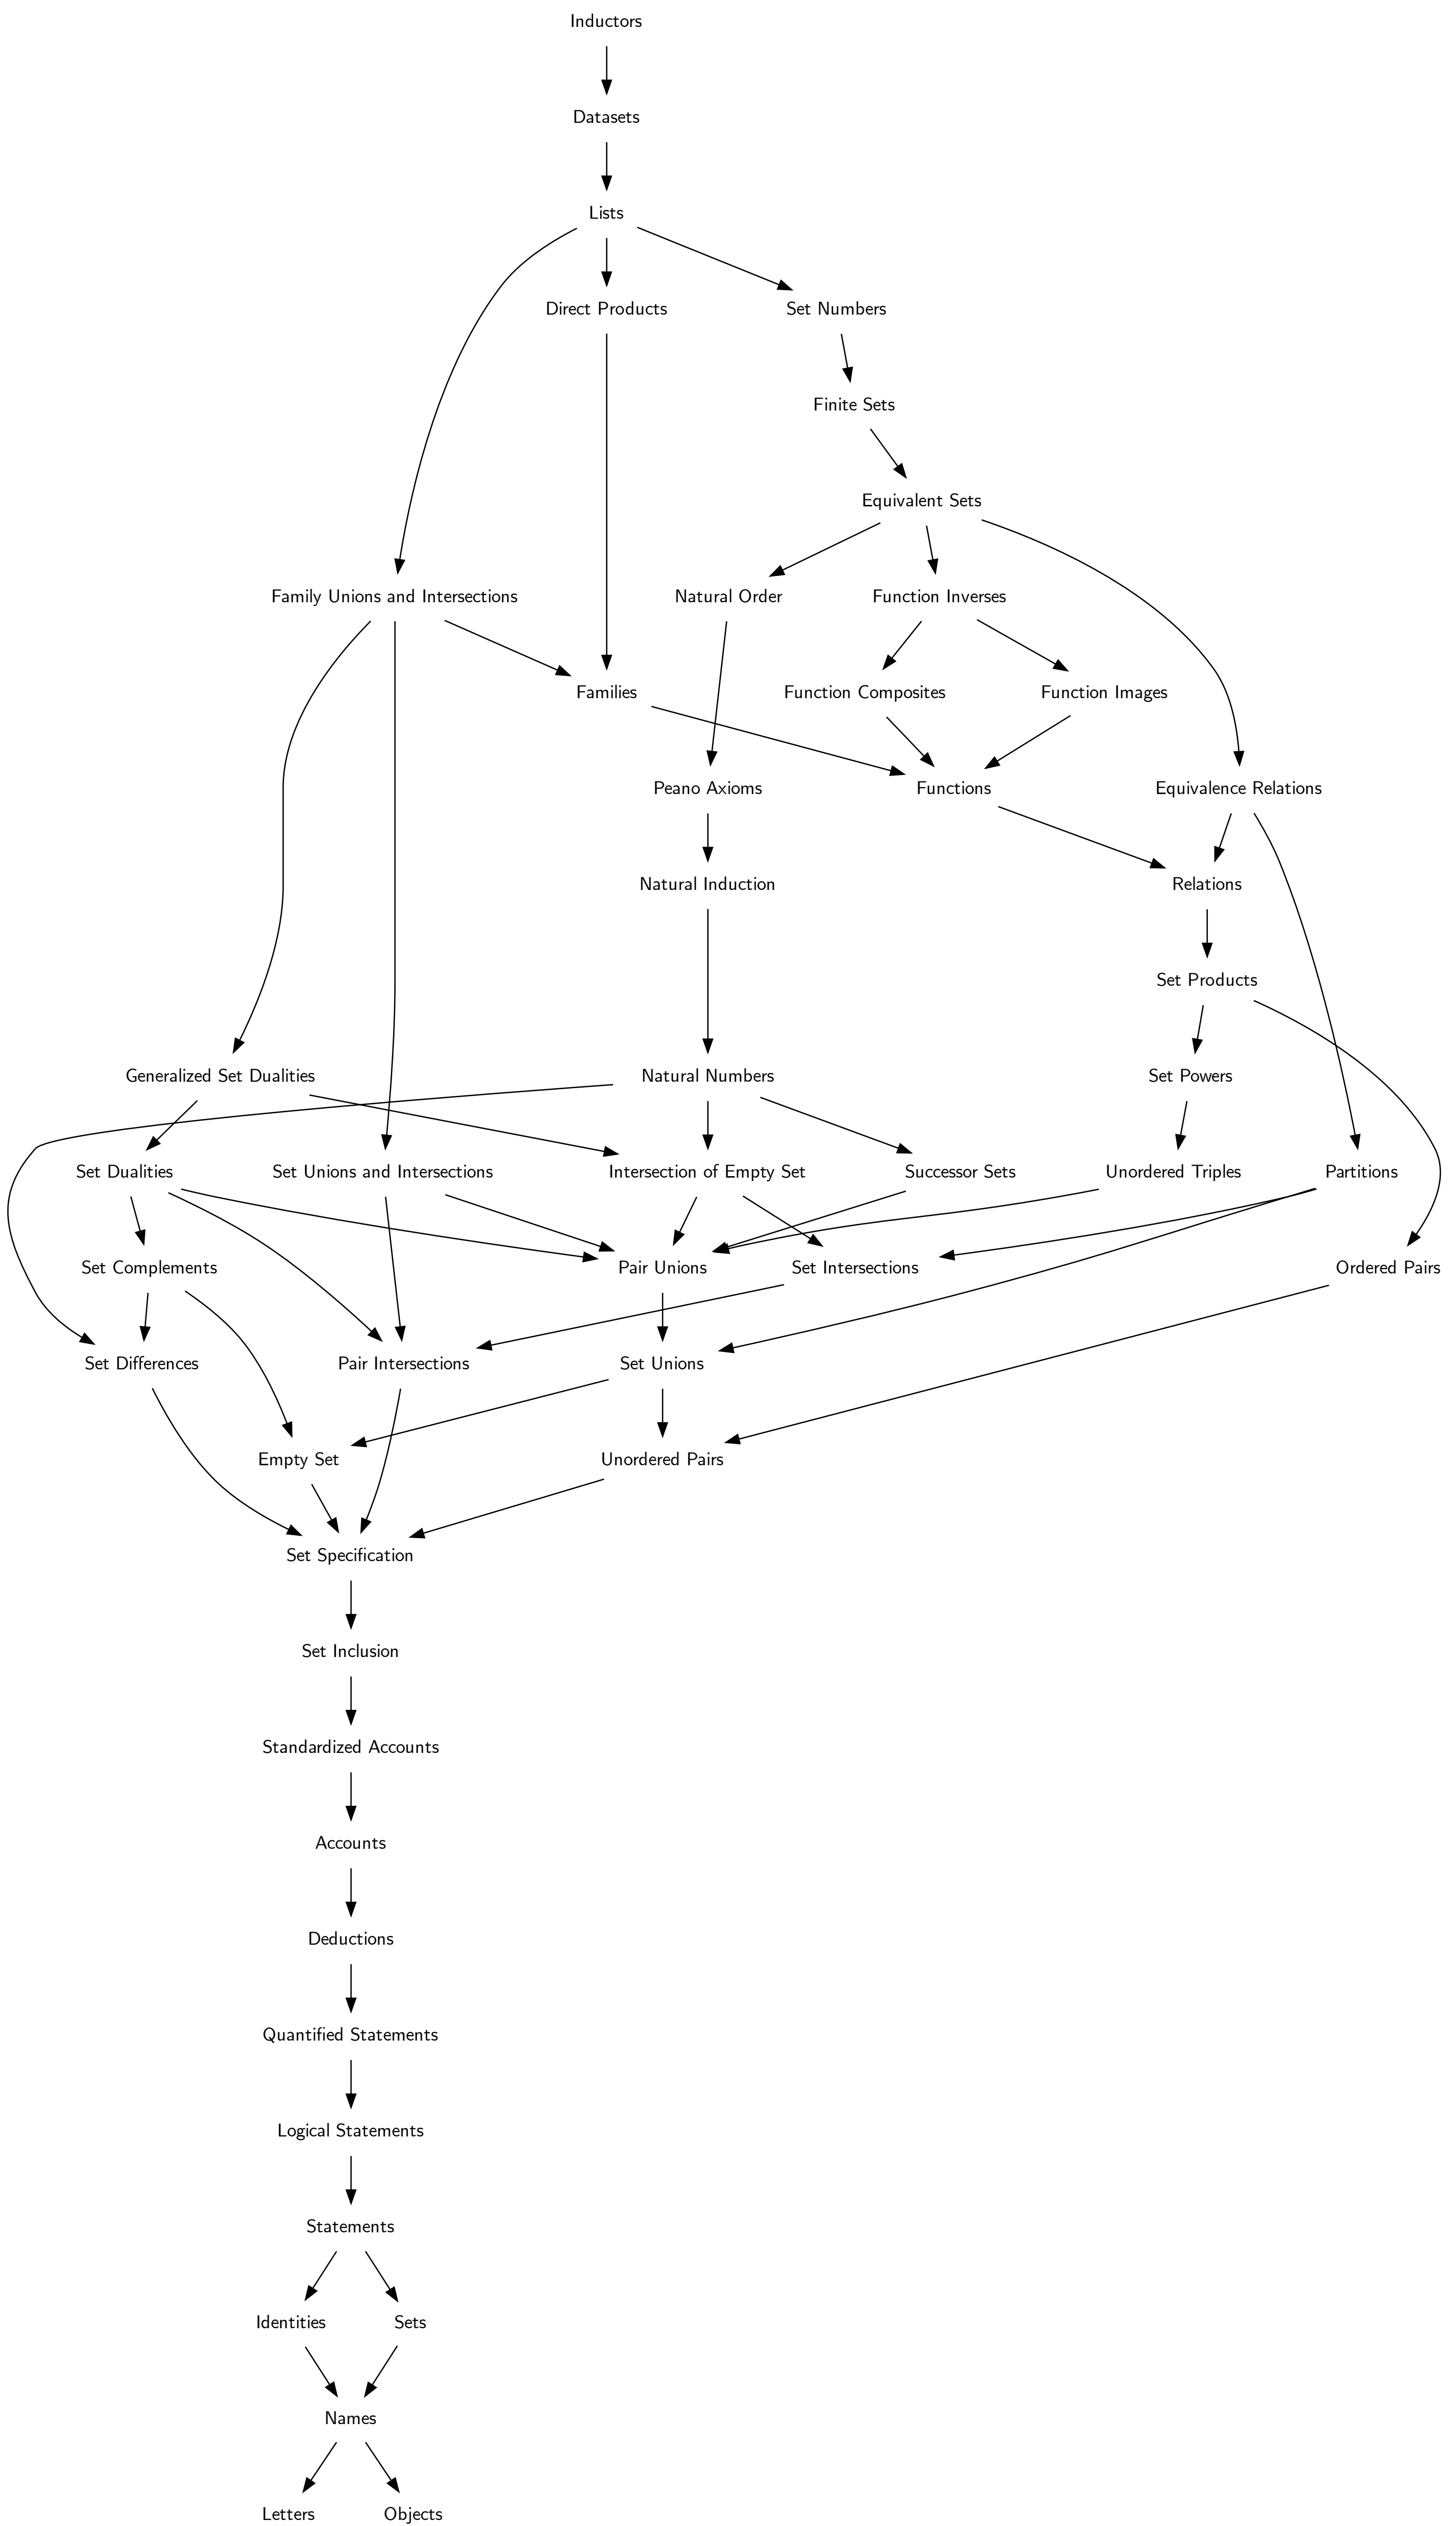 Inductors
Datasets
Lists
Direct Products
Set Numbers
Finite Sets
Equivalent Sets
Family Unions and Intersections
Natural Order
Function Inverses
Families
Function Composites
Function Images
Peano Axioms
Functions
Equivalence Relations
Natural Induction
Relations
Set Products
Generalized Set Dualities
Natural Numbers
Set Powers
Set Dualities
Set Unions and Intersections
Intersection of Empty Set
Successor Sets
Unordered Triples
Partitions
Set Complements
Pair Unions
Set Intersections
Ordered Pairs
Set Differences
Pair Intersections
Set Unions
Empty Set
Unordered Pairs
Set Specification
Set Inclusion
Standardized Accounts
Accounts
Deductions
Quantified Statements
Logical Statements
Statements
Identities
Sets
Names
Letters
Objects